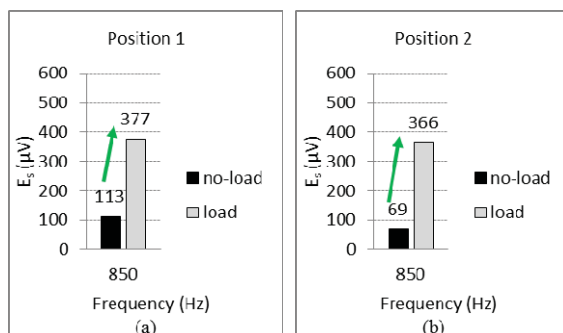 Position 1
600
500
400
300
200
100
0
Es (µV)
377
113
no-load
load
850
Frequency (Hz)
(a)
Position 2
600
500
400
300
200
100
0
Es (µV)
366
69
no-load
load
850
Frequency (Hz)
(b)